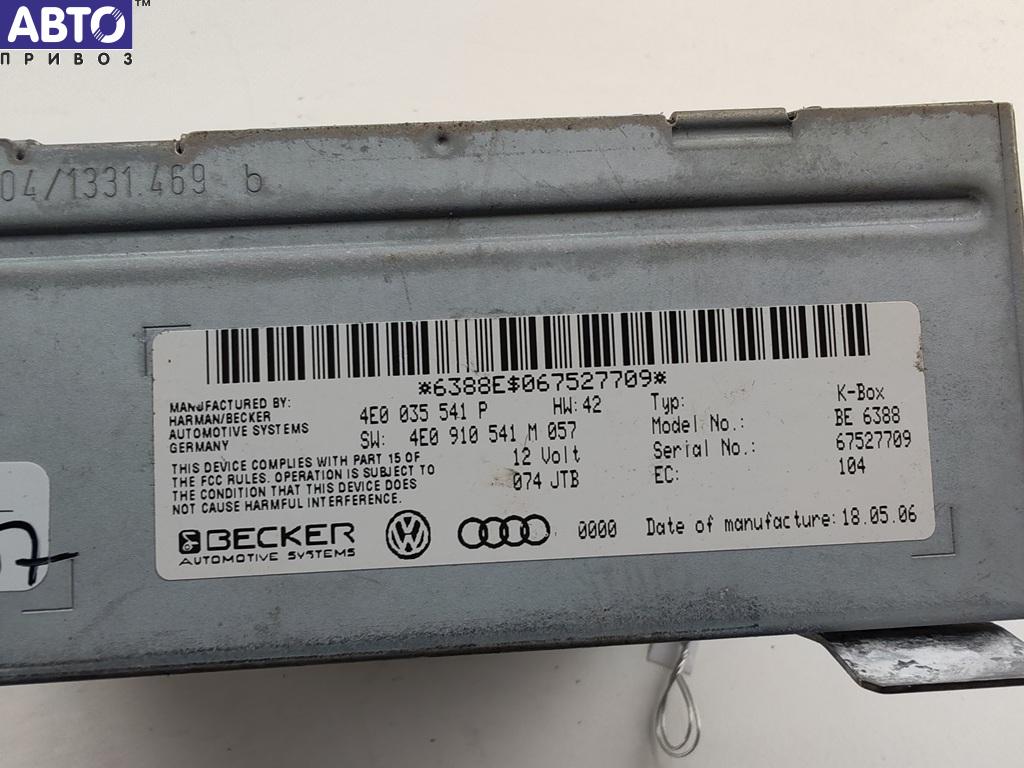 АВТО™
ПРИВОЗ
04/1331.469 b
*6388E$067527709*
MANUFACTURED BY:
HARMAN/BECKER
AUTOMOTIVE SYSTEMS
GERMANY
4E0 035 541 P HW: 42
SW: 4E0 910 541 M 057
12 Volt
074 JTB
Typ: K-Box
Model No.: BE 6388
Serial No.: 67527709
EC: 104
THIS DEVICE COMPLIES WITH PART 15 OF
THE FCC RULES. OPERATION IS SUBJECT TO
THE CONDITION THAT THIS DEVICE DOES
NOT CAUSE HARMFUL INTERFERENCE.
BECKER
AUTOMOTIVE SYSTEMS
0000 Date of manufacture: 18.05.06